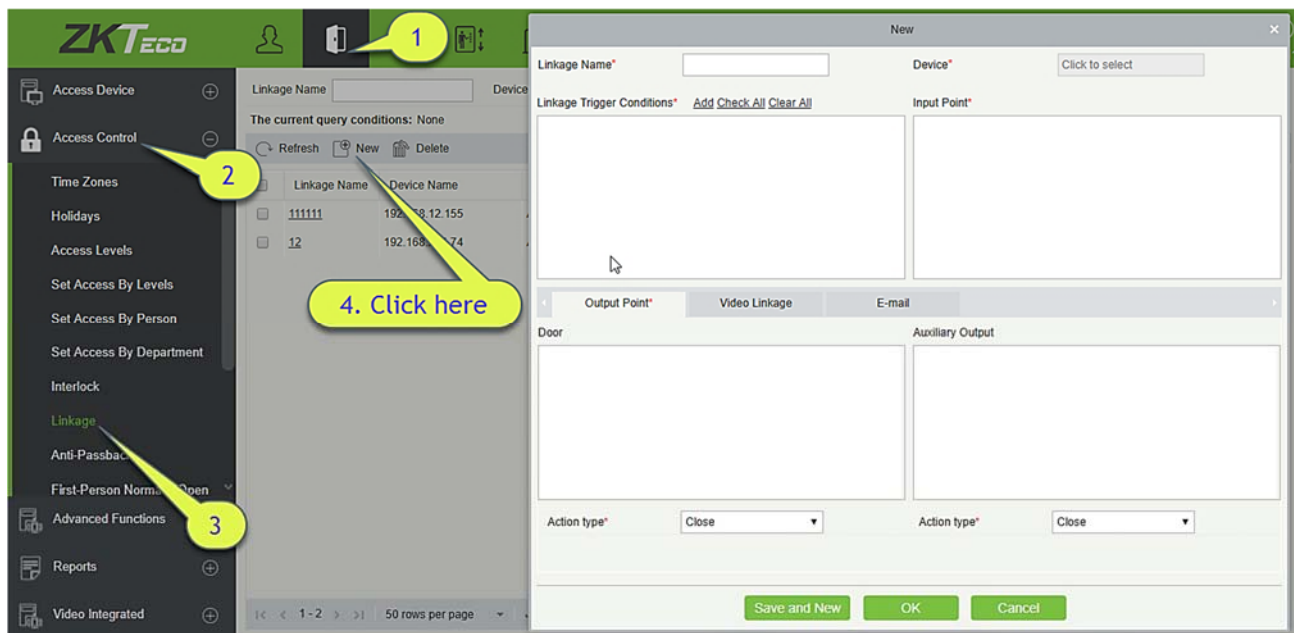 ZKTECO
1
New
Access Device
Access Control
2
Time Zones
Holidays
Access Levels
Set Access By Levels
Set Access By Person
Set Access By Department
Interlock
Linkage
3
Advanced Functions
Reports
Video Integrated
Linkage Name
Device
The current query conditions: None
Refresh New Delete
Linkage Name Device Name
111111
12
4. Click here
1-2 50 rows per page
Linkage Name* Device* Click to select
Linkage Trigger Conditions* Add Check All Clear All Input Point*
Output Point* Video Linkage E-mail
Door Auxiliary Output
Action type* Close Action type* Close
Save and New OK Cancel